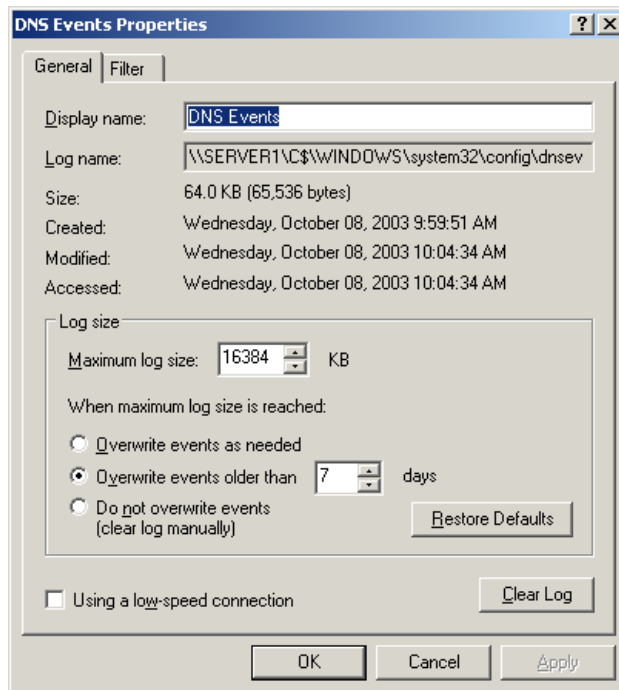 DNS Events Properties
General Filter
Display name: DNS Events
Log name: \\SERVER1\C$\WINDOWS\system32\config\dnsev
Size: 64.0 KB (65,536 bytes)
Created: Wednesday, October 08, 2003 9:59:51 AM
Modified: Wednesday, October 08, 2003 10:04:34 AM
Accessed: Wednesday, October 08, 2003 10:04:34 AM
Log size
Maximum log size: 16384 KB
When maximum log size is reached:
Overwrite events as needed
Overwrite events older than 7 days
Do not overwrite events
(clear log manually)
Restore Defaults
Using a low-speed connection
Clear Log
OK Cancel Apply